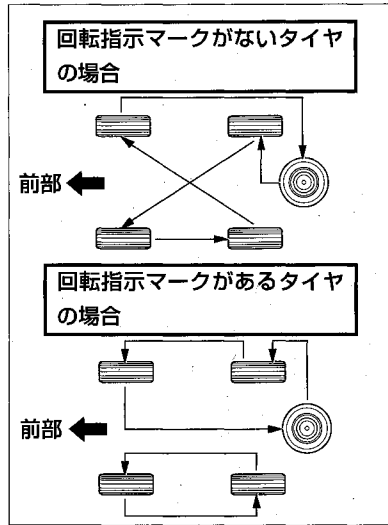 回転指示マークがないタイヤ
の場合
前部
回転指示マークがあるタイヤ
の場合
前部